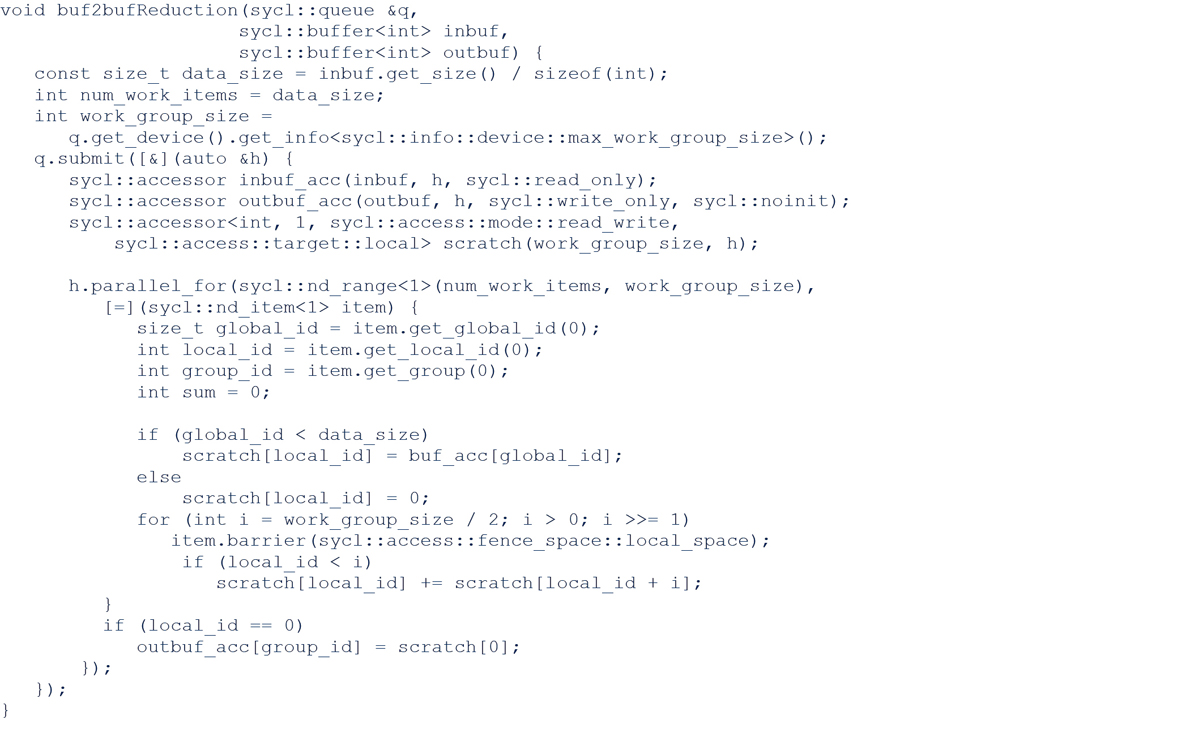 void buf2bufReduction(sycl::queue &q,
                     sycl::buffer<int> inbuf,
                     sycl::buffer<int> outbuf) {
   const size_t data_size = inbuf.get_size() / sizeof(int);
   int num_work_items = data_size;
   int work_group_size =
      q.get_device().get_info<sycl::info::device::max_work_group_size>();
   q.submit([&](auto &h) {
      sycl::accessor inbuf_acc(inbuf, h, sycl::read_only);
      sycl::accessor outbuf_acc(outbuf, h, sycl::write_only, sycl::noinit);
      sycl::accessor<int, 1, sycl::access::mode::read_write,
          sycl::access::target::local> scratch(work_group_size, h);
      h.parallel_for(sycl::nd_range<1>(num_work_items, work_group_size),
         [=](sycl::nd_item<1> item) {
            size_t global_id = item.get_global_id(0);
            int local_id = item.get_local_id(0);
            int group_id = item.get_group(0);
            int sum = 0;
            if (global_id < data_size)
                scratch[local_id] = buf_acc[global_id];
            else
                scratch[local_id] = 0;
            for (int i = work_group_size / 2; i > 0; i >>= 1)
               item.barrier(sycl::access::fence_space::local_space);
                if (local_id < i)
                   scratch[local_id] += scratch[local_id + i];
         }
         if (local_id == 0)
            outbuf_acc[group_id] = scratch[0];
       });
   });
}